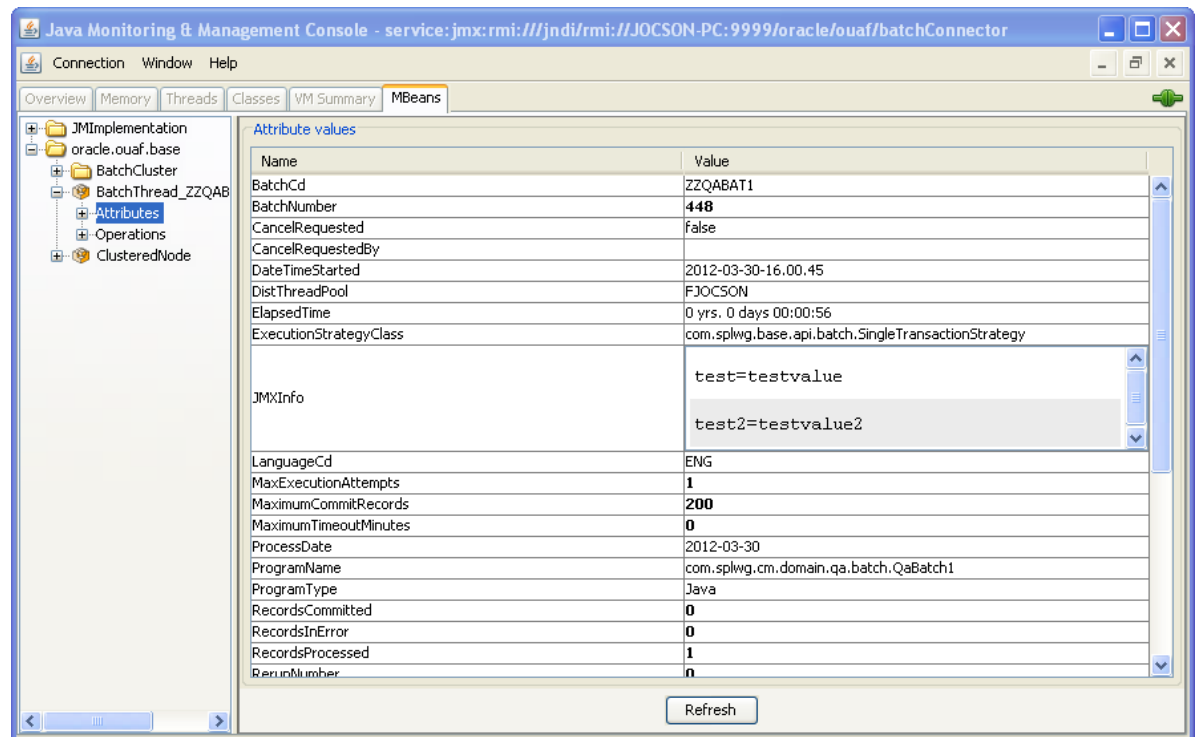 Java Monitoring & Management Console - service:jmx:rmi:///jndi/rmi://JOCSON-PC:9999/oracle/ouaf/batchConnector
Connection Window Help
Overview Memory Threads Classes VM Summary MBeans
JMImplementation
oracle.ouaf.base
BatchCluster
BatchThread_ZZQAB
Attributes
Operations
ClusteredNode
Attribute values
Name Value
BatchCd ZZQABAT1
BatchNumber 448
CancelRequested false
CancelRequestedBy
DateTimeStarted 2012-03-30-16.00.45
DistThreadPool FJOCSON
ElapsedTime 0 yrs. 0 days 00:00:56
ExecutionStrategyClass com.splwg.base.api.batch.SingleTransactionStrategy
JMXInfo
test=testvalue
test2=testvalue2
LanguageCd ENG
MaxExecutionAttempts 1
MaximumCommitRecords 200
MaximumTimeoutMinutes 0
ProcessDate 2012-03-30
ProgramName com.splwg.cm.domain.qa.batch.QaBatch1
ProgramType Java
RecordsCommitted 0
RecordsInError 0
RecordsProcessed 1
RerunNumber 0
Refresh